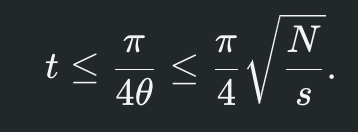 t ≤ π/(4θ) ≤ (π/4)√(N/s).